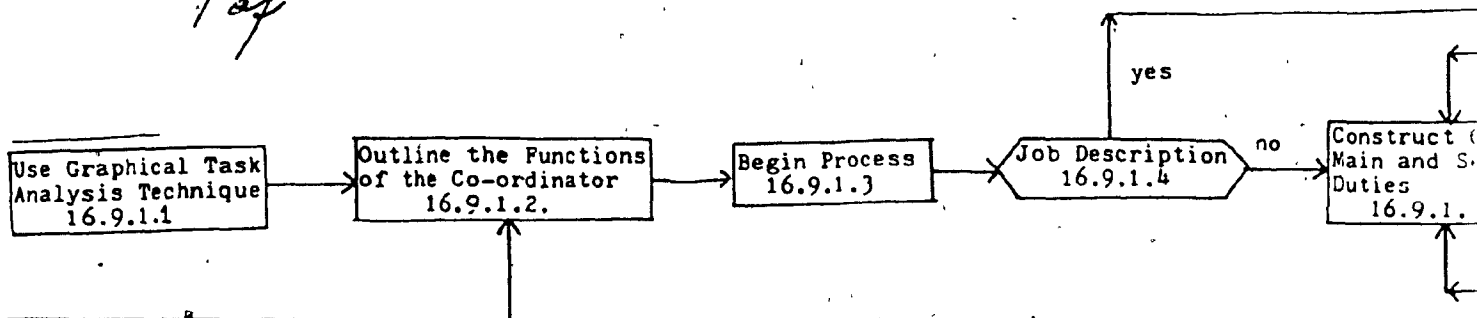 1 of
yes
Use Graphical Task
Analysis Technique
16.9.1.1
Outline the Functions
of the Co-ordinator
16.9.1.2.
Begin Process
16.9.1.3
Job Description
16.9.1.4
no
Construct
Main and
Duties
16.9.1.